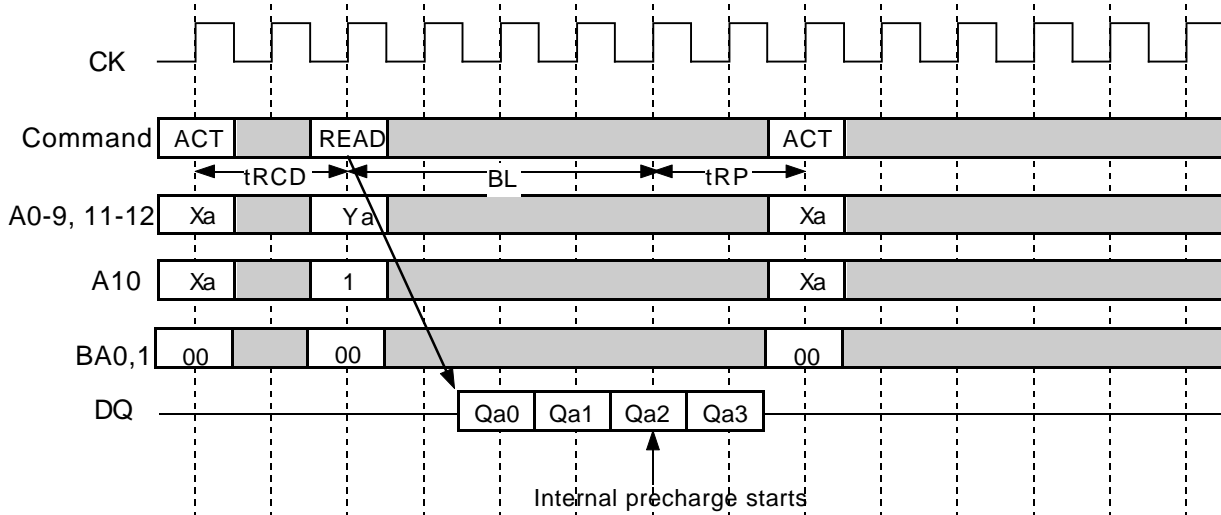 CK
Command ACT READ ACT
tRCD BL tRP
A0-9, 11-12 Xa Ya Xa
A10 Xa 1 Xa
BA0,1 00 00 00
DQ Qa0 Qa1 Qa2 Qa3
Internal precharge starts